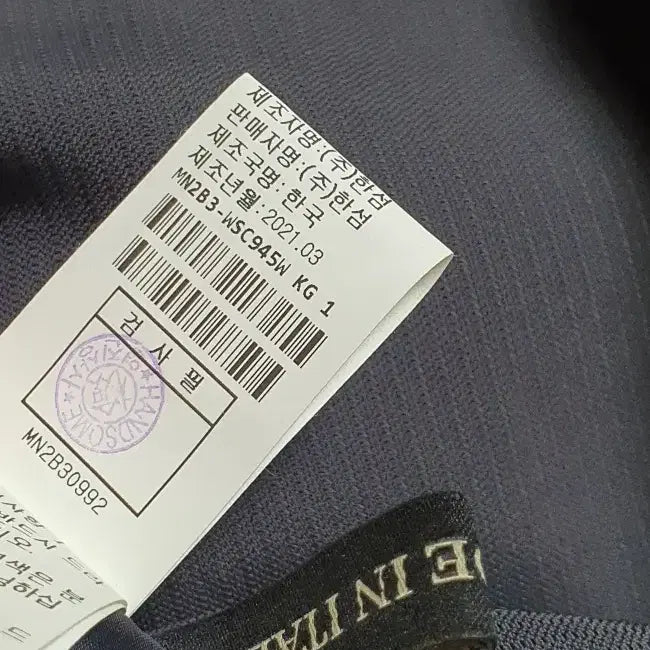 제조자명:(주)한섬
판매자명:(주)한섬
제조국명:한국
제조년월:2021.03
MN2B3-WSC945W KG 1
검사필
HANDSOME
MN2B30992
IN ITA